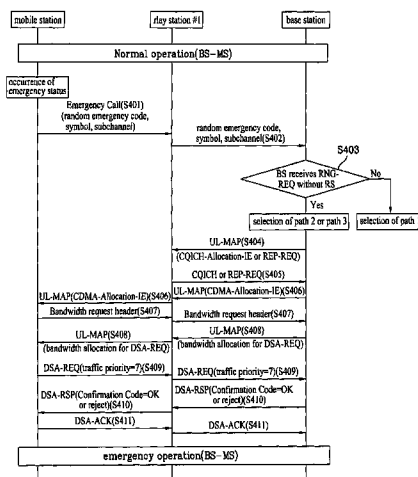 mobile station
rlay station #1
base station
Normal operation(BS-MS)
occurrence of
emergency status
Emergency Call(S401)
(random emergency code,
symbol, subchannel)
random emergency code,
symbol, subchannel(S402)
S403
BS receives RNG-
REQ without RS
No
Yes
selection of path 2 or path 3
selection of path
UL-MAP(S404)
(CQICH-Allocation-IE or REP-REQ)
CQICH or REP-REQ(S405)
UL-MAP(CDMA-Allocation-IE)(S406)
UL-MAP(CDMA-Allocation-IE)(S406)
Bandwidth request header(S407)
Bandwidth request header(S407)
UL-MAP(S408)
(bandwidth allocation for DSA-REQ)
UL-MAP(S408)
(bandwidth allocation for DSA-REQ)
DSA-REQ(traffic priority=7)(S409)
DSA-REQ(traffic priority=7)(S409)
DSA-RSP(Confirmation Code=OK
or reject)(S410)
DSA-RSP(Confirmation Code=OK
or reject)(S410)
DSA-ACK(S411)
DSA-ACK(S411)
emergency operation(BS-MS)